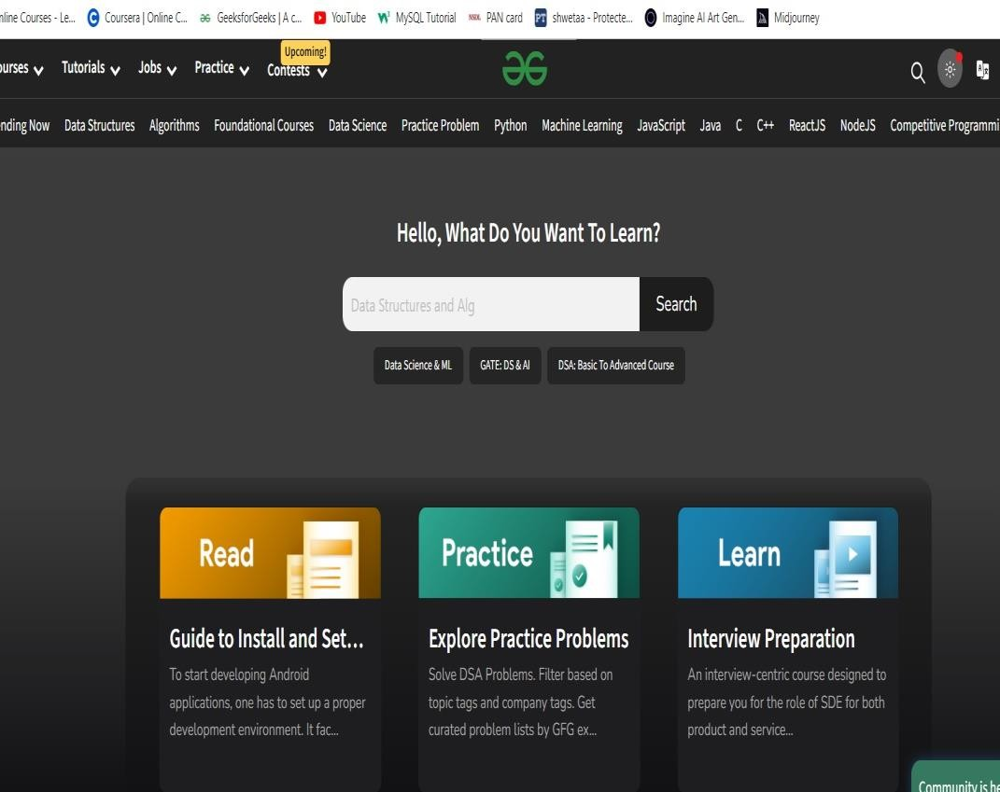 nline Courses - Le... Coursera | Online C... GeeksforGeeks | A c... YouTube MySQL Tutorial NSDL PAN card PT shwetaa - Protecte... Imagine AI Art Gen... Midjourney
Upcoming!
ourses Tutorials Jobs Practice Contests
nding Now Data Structures Algorithms Foundational Courses Data Science Practice Problem Python Machine Learning JavaScript Java C C++ ReactJS NodeJS Competitive Programmi
Hello, What Do You Want To Learn?
Data Structures and Alg Search
Data Science & ML GATE: DS & AI DSA: Basic To Advanced Course
Read Practice Learn
Guide to Install and Set...
To start developing Android
applications, one has to set up a proper
development environment. It fac...
Explore Practice Problems
Solve DSA Problems. Filter based on
topic tags and company tags. Get
curated problem lists by GFG ex...
Interview Preparation
An interview-centric course designed to
prepare you for the role of SDE for both
product and service...
Community is he